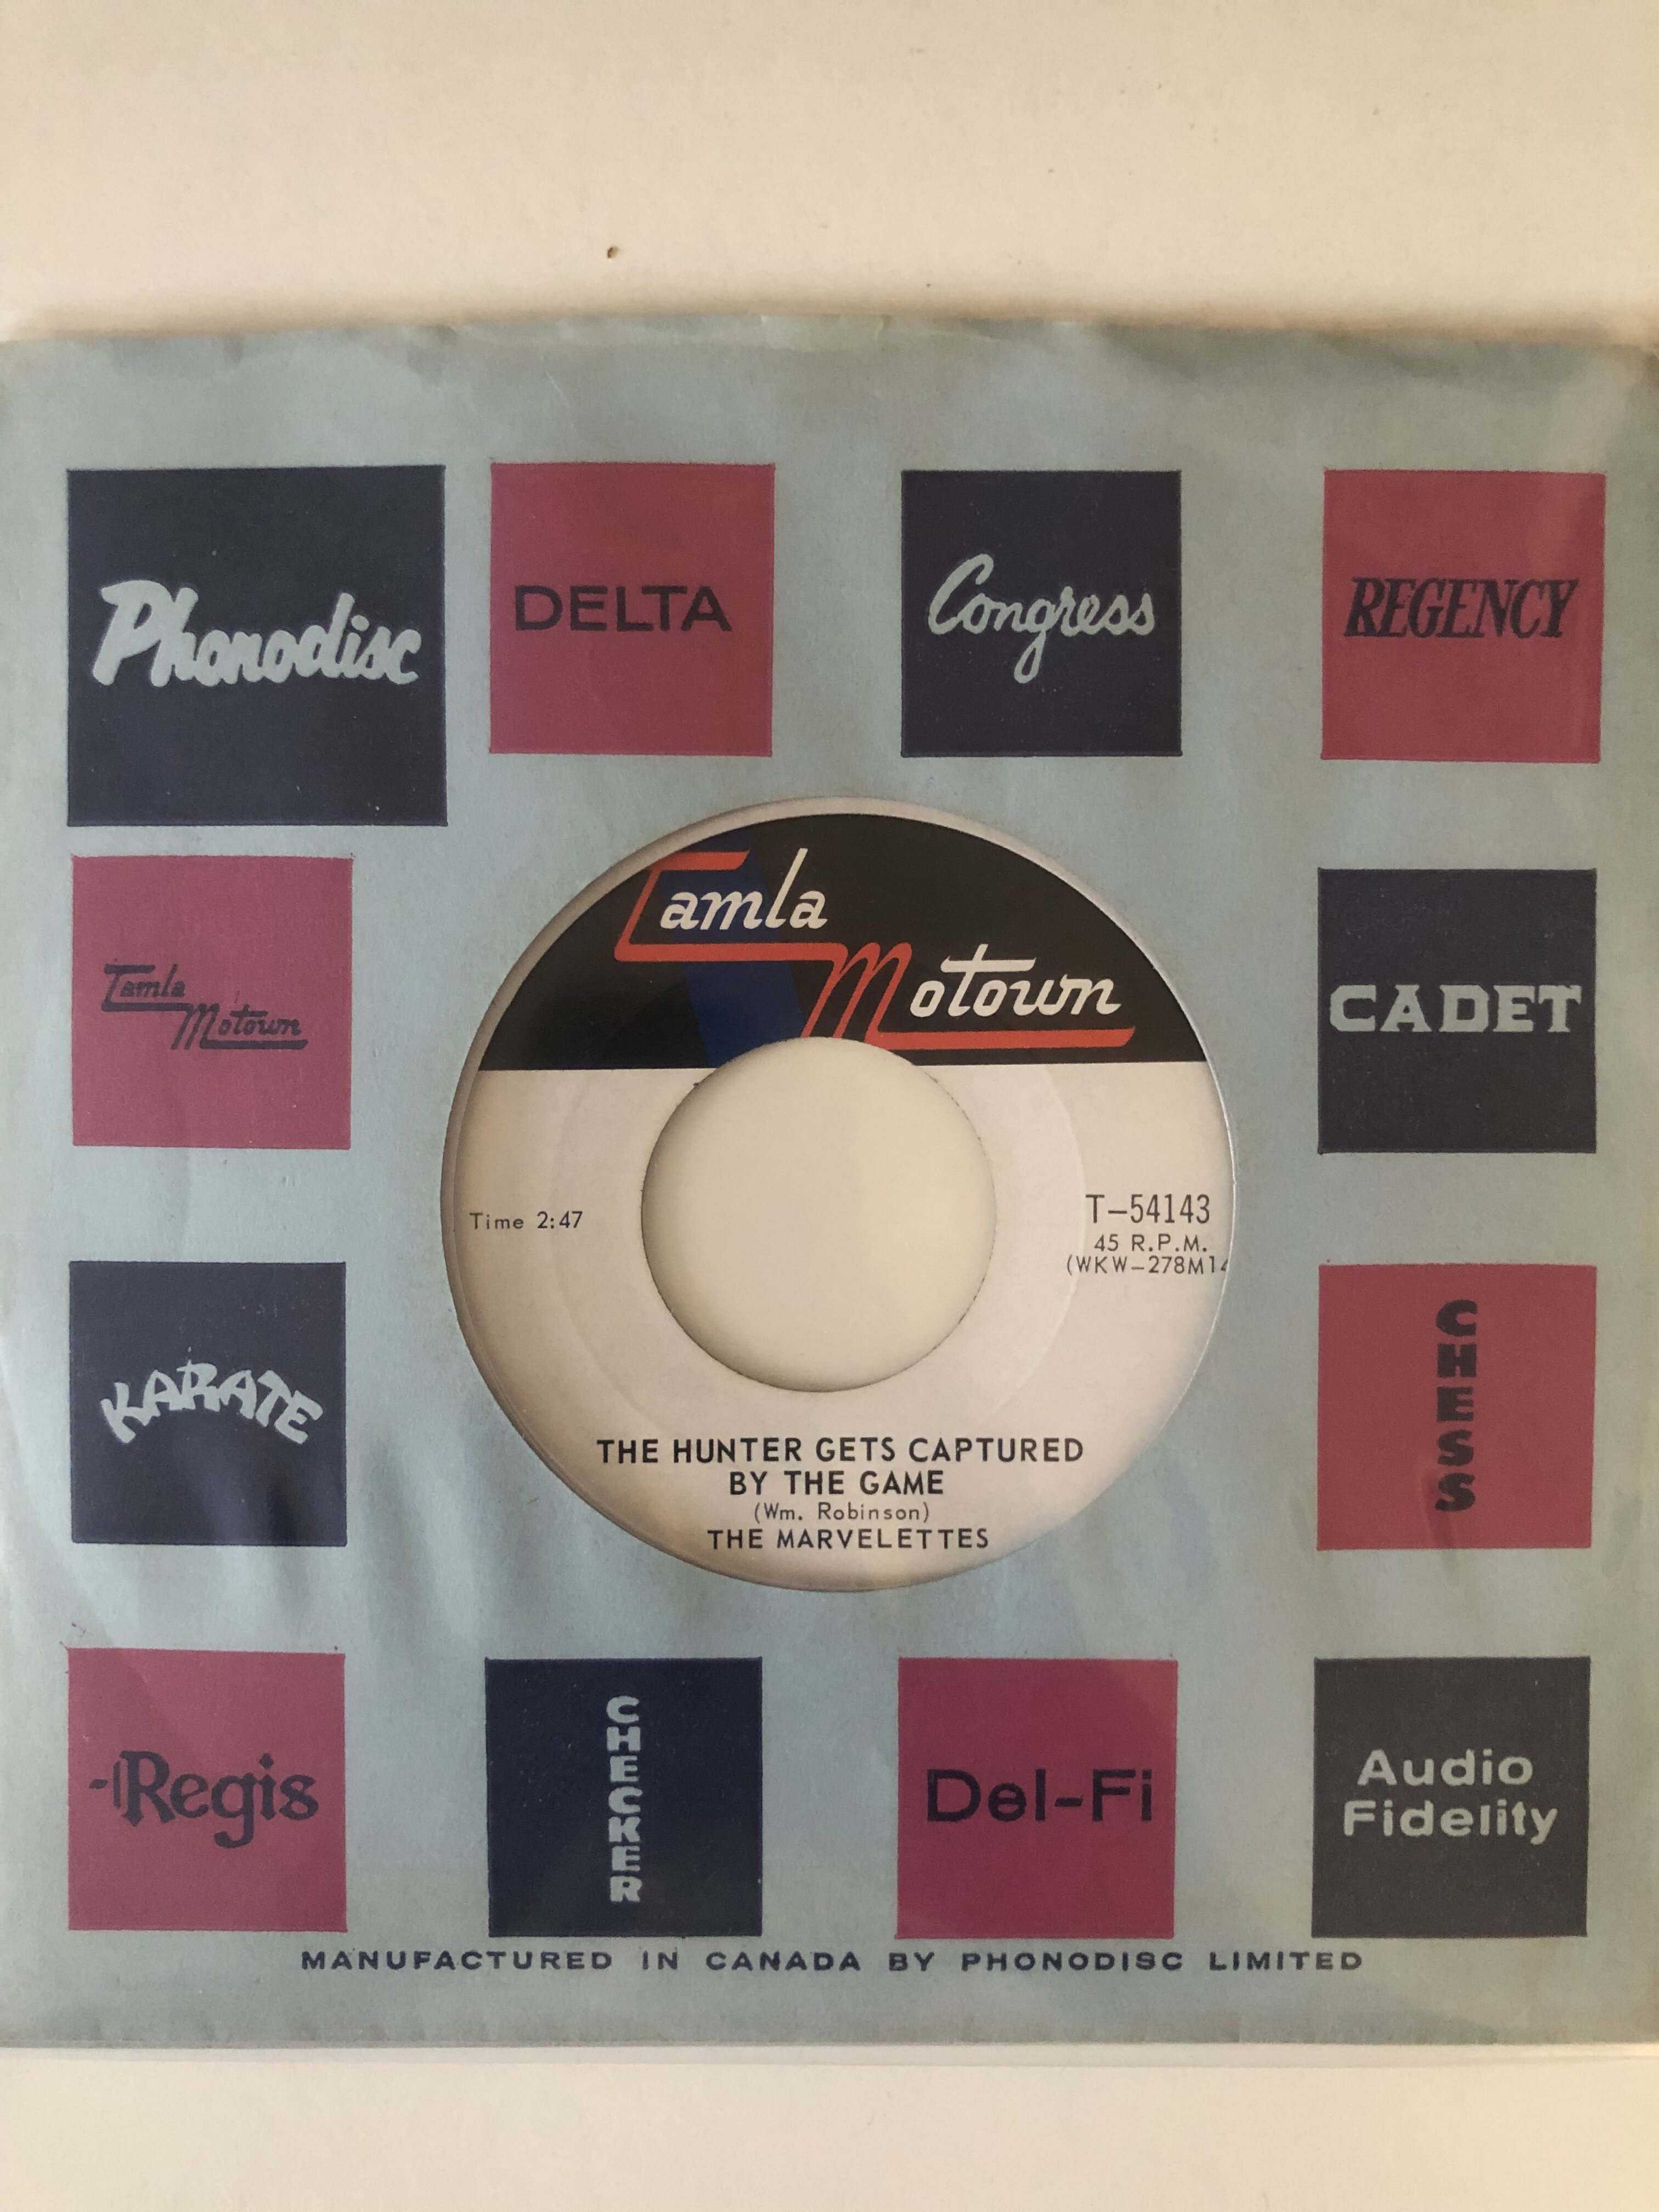 Phonodisc
DELTA
Congress
REGENCY
Tamla
Motown
CADET
KARATE
CHESS
Regis
CHECKER
Del-Fi
Audio
Fidelity
MANUFACTURED IN CANADA BY PHONODISC LIMITED
Tamla
Motown
Time 2:47
T-54143
45 R.P.M.
(WKW-278M14
THE HUNTER GETS CAPTURED
BY THE GAME
(Wm. Robinson)
THE MARVELETTES